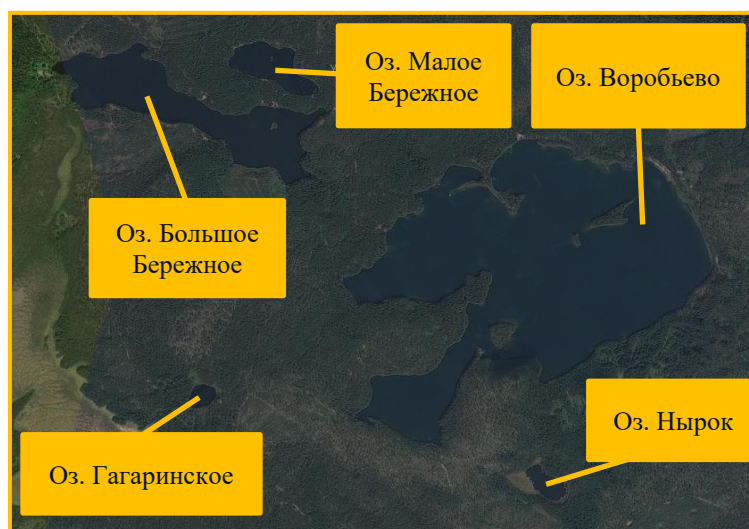 Оз. Малое
Бережное
Оз. Воробьево
Оз. Большое
Бережное
Оз. Нырок
Оз. Гагаринское